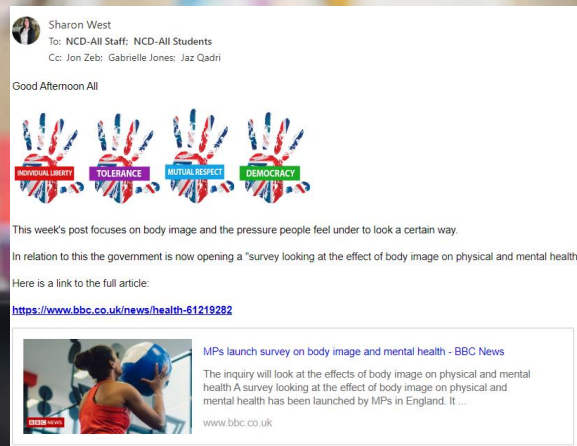 Sharon West
To: NCD-All Staff; NCD-All Students
Cc: Jon Zeb; Gabrielle Jones; Jaz Qadri
Good Afternoon All
INDIVIDUAL LIBERTY TOLERANCE MUTUAL RESPECT DEMOCRACY
This week's post focuses on body image and the pressure people feel under to look a certain way.
In relation to this the government is now opening a "survey looking at the effect of body image on physical and mental health
Here is a link to the full article:
https://www.bbc.co.uk/news/health-61219282
MPs launch survey on body image and mental health - BBC News
The inquiry will look at the effects of body image on physical and mental
health A survey looking at the effect of body image on physical and
mental health has been launched by MPs in England. It ...
BBC NEWS
www.bbc.co.uk